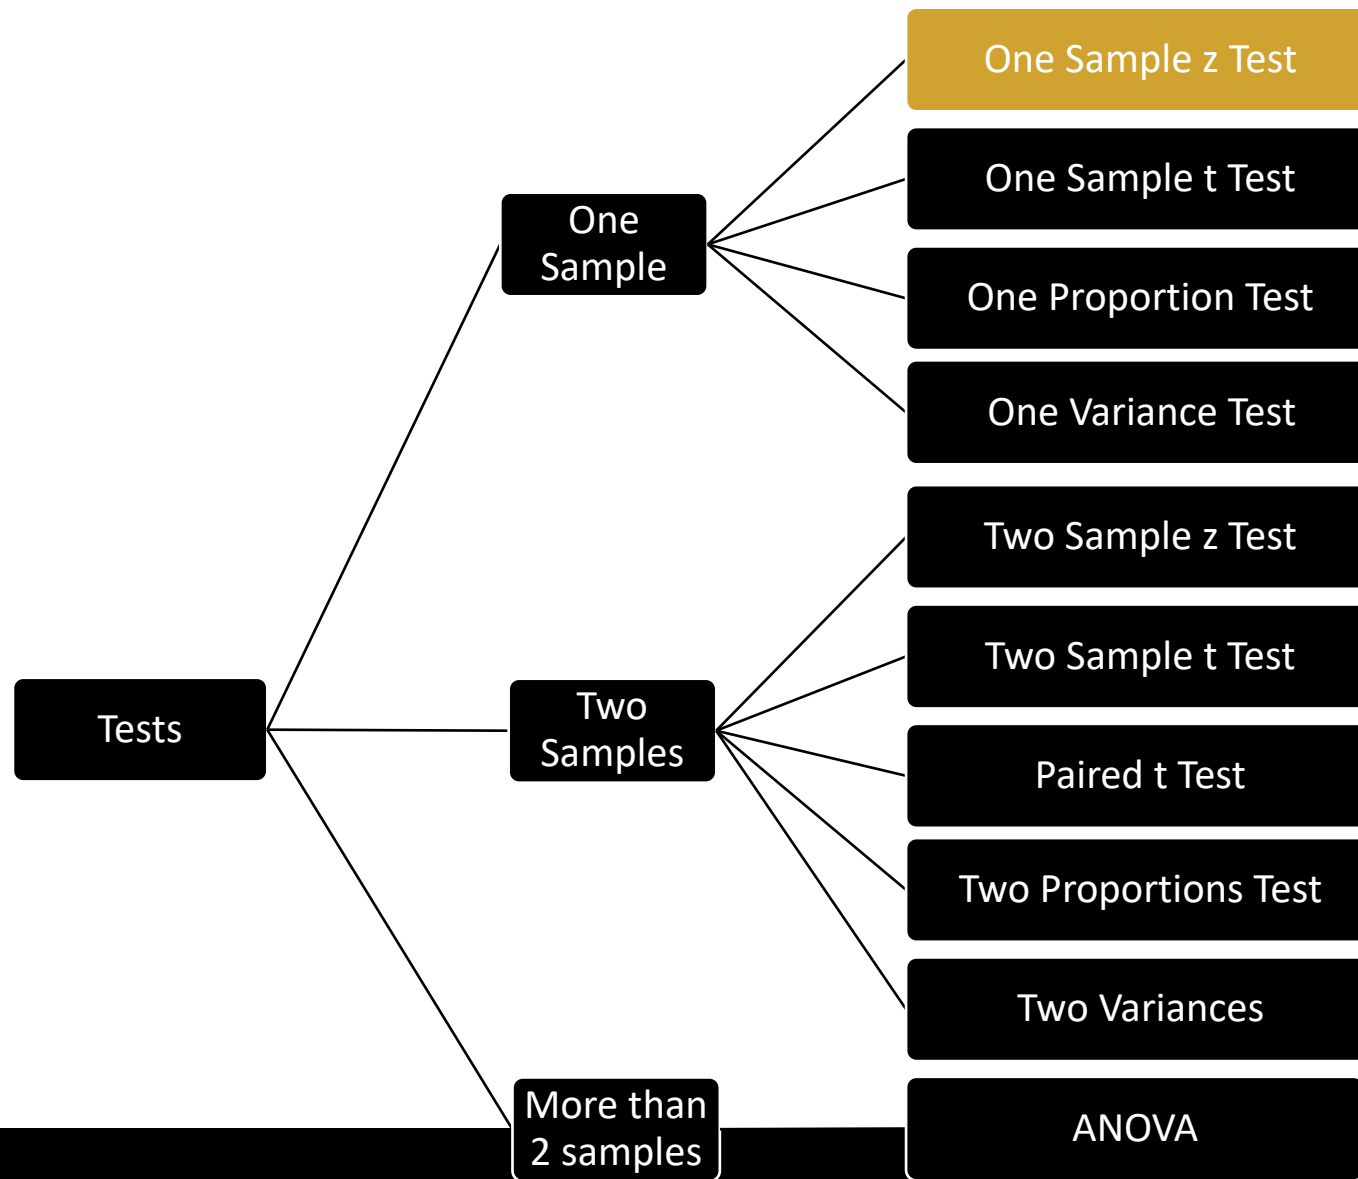 One Sample z Test
One Sample t Test
One
Sample
One Proportion Test
One Variance Test
Two Sample z Test
Two Sample t Test
Tests
Two
Samples
Paired t Test
Two Proportions Test
Two Variances
More than
2 samples
ANOVA